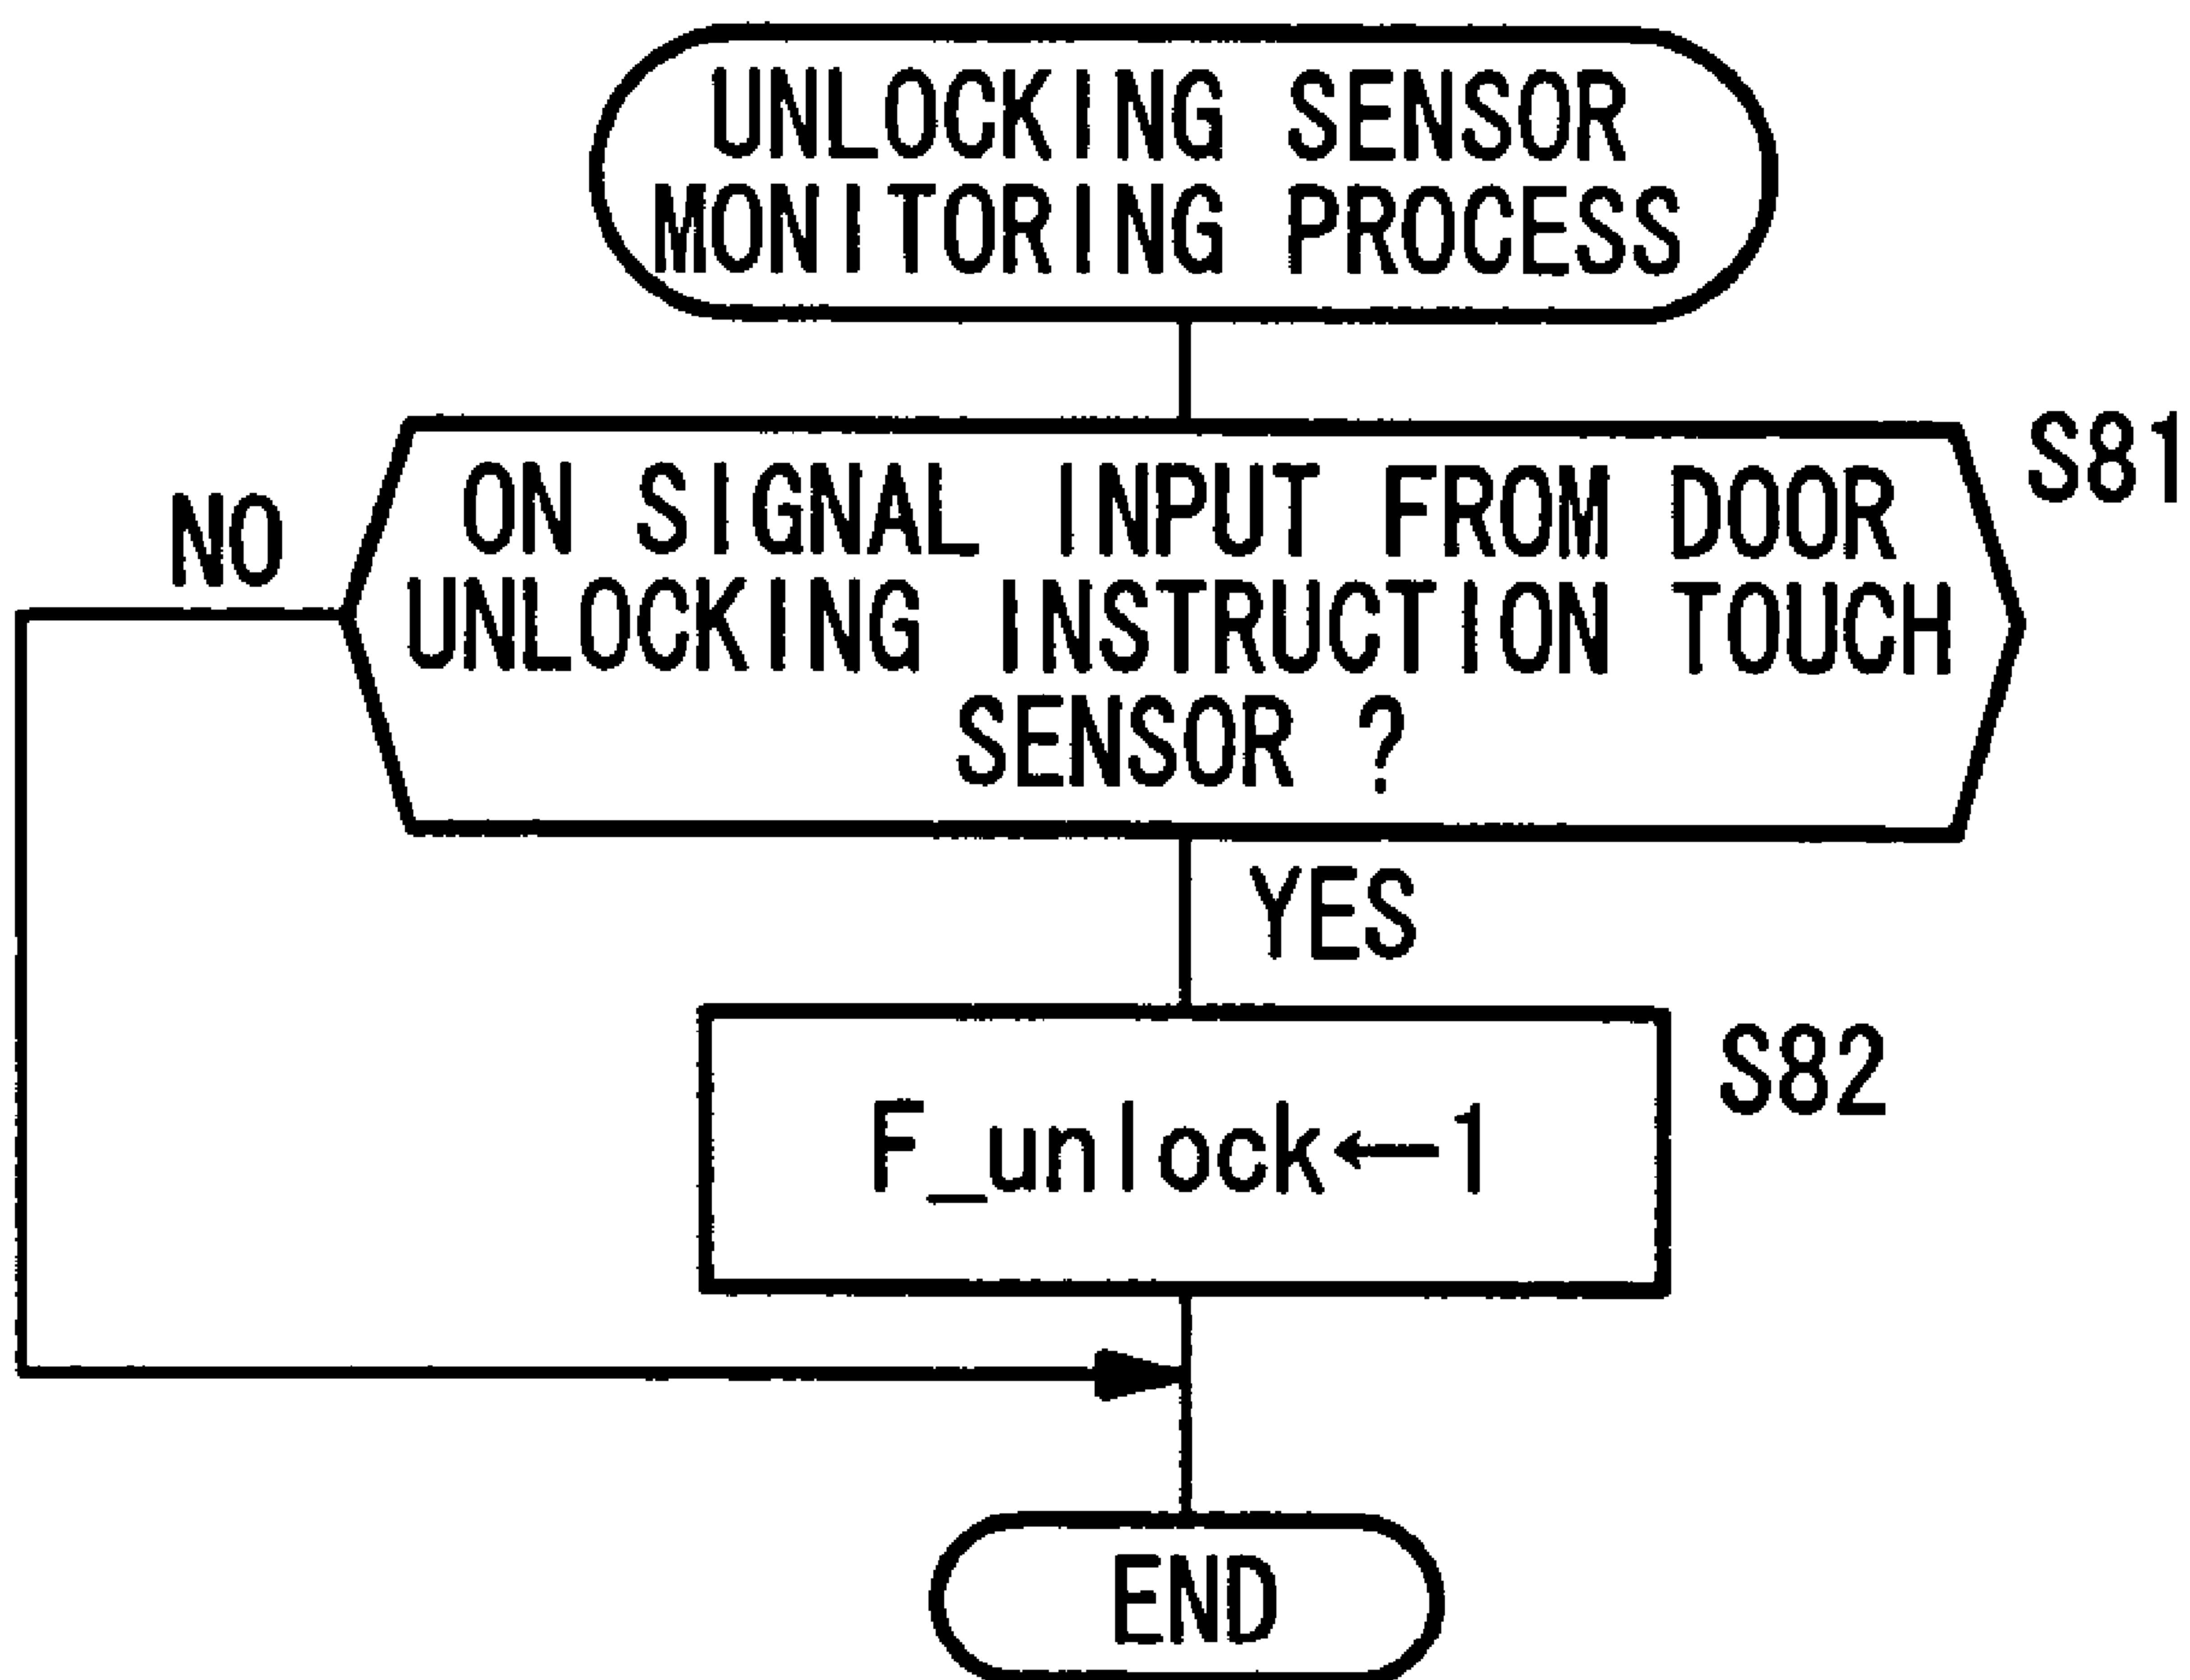 UNLOCKING SENSOR
MONITORING PROCESS
S81
ON SIGNAL INPUT FROM DOOR
UNLOCKING INSTRUCTION TOUCH
SENSOR ?
NO
YES
S82
F_unlock←1
END